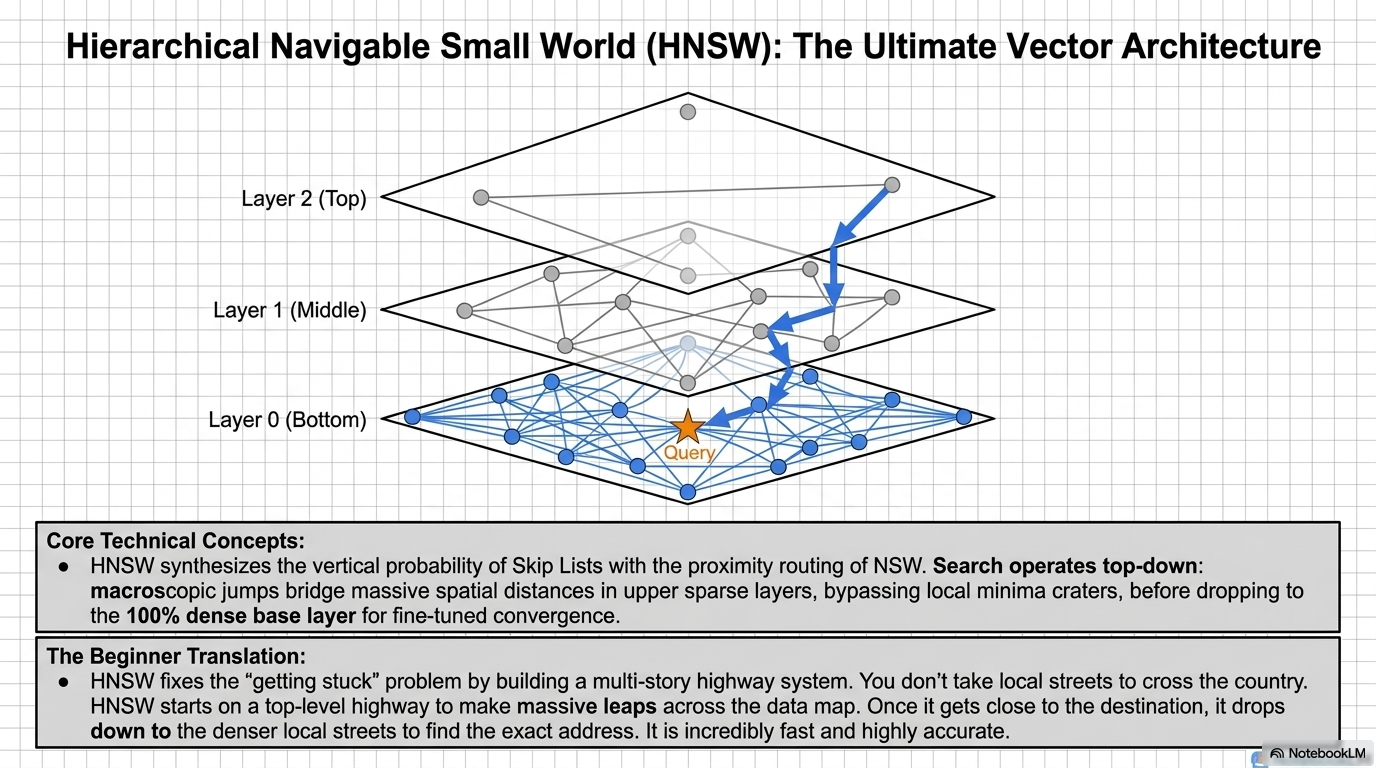 Hierarchical Navigable Small World (HNSW): The Ultimate Vector Architecture
Layer 2 (Top)
Layer 1 (Middle)
Layer 0 (Bottom)
Query
Core Technical Concepts:
● HNSW synthesizes the vertical probability of Skip Lists with the proximity routing of NSW. Search operates top-down:
macroscopic jumps bridge massive spatial distances in upper sparse layers, bypassing local minima craters, before dropping to
the 100% dense base layer for fine-tuned convergence.
The Beginner Translation:
● HNSW fixes the “getting stuck” problem by building a multi-story highway system. You don’t take local streets to cross the country.
HNSW starts on a top-level highway to make massive leaps across the data map. Once it gets close to the destination, it drops
down to the denser local streets to find the exact address. It is incredibly fast and highly accurate.
NotebookLM